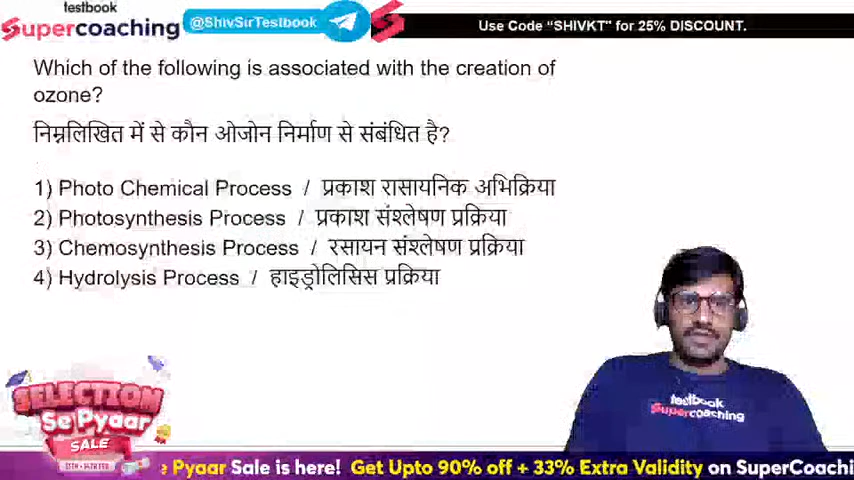 testbook
Supercoaching
@ShivSirTestbook
Use Code “SHIVKT" for 25% DISCOUNT.
Which of the following is associated with the creation of
ozone?
निम्नलिखित में से कौन ओजोन निर्माण से संबंधित है?
1) Photo Chemical Process / प्रकाश रासायनिक अभिक्रिया
2) Photosynthesis Process / प्रकाश संश्लेषण प्रक्रिया
3) Chemosynthesis Process / रसायन संश्लेषण प्रक्रिया
4) Hydrolysis Process / हाइड्रोलिसिस प्रक्रिया
testbook
Supercoaching
SELECTION
Se Pyaar
SALE
e Pyaar Sale is here! Get Upto 90% off + 33% Extra Validity on SuperCoachi